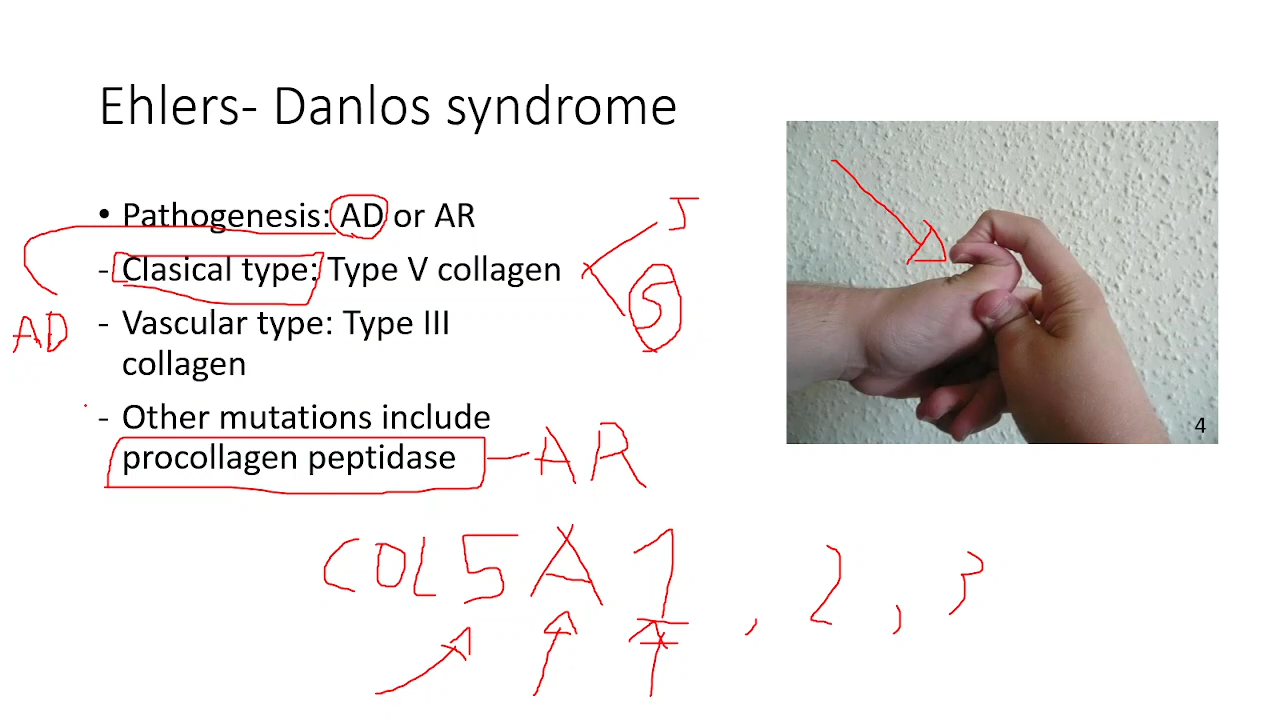 Ehlers- Danlos syndrome
• Pathogenesis: AD or AR
- Clasical type: Type V collagen
- Vascular type: Type III
collagen
- Other mutations include
procollagen peptidase
AD
J
S
AR
COL5A1, 2, 3
4